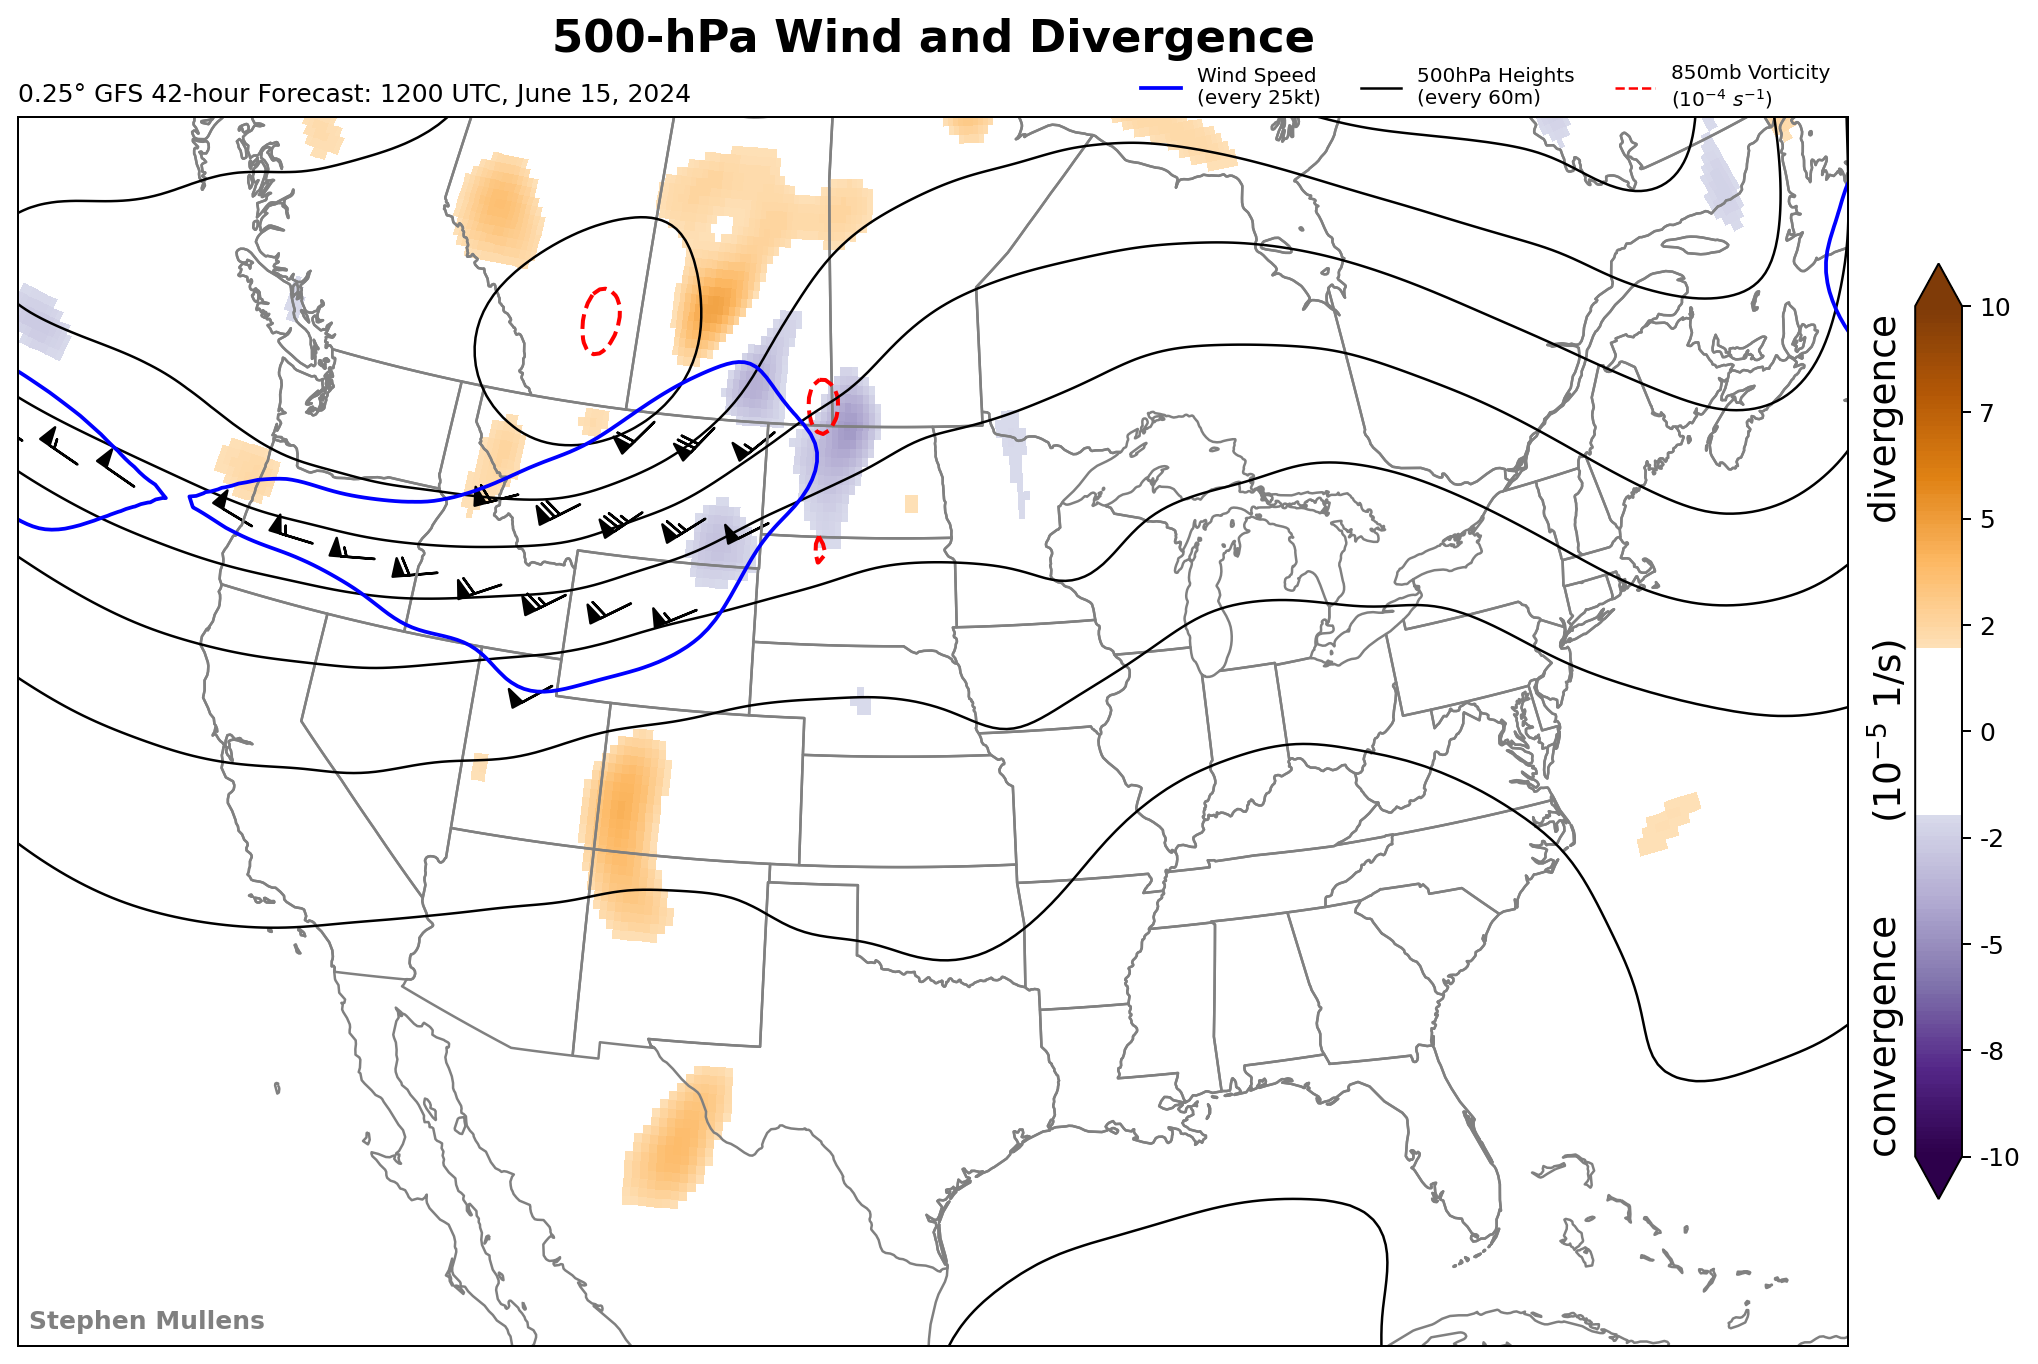 500-hPa Wind and Divergence
0.25° GFS 42-hour Forecast: 1200 UTC, June 15, 2024
Wind Speed
(every 25kt)
500hPa Heights
(every 60m)
850mb Vorticity
(10⁻⁴ s⁻¹)
10
7
5
2
0
-2
-5
-8
-10
convergence (10⁻⁵ 1/s) divergence
Stephen Mullens